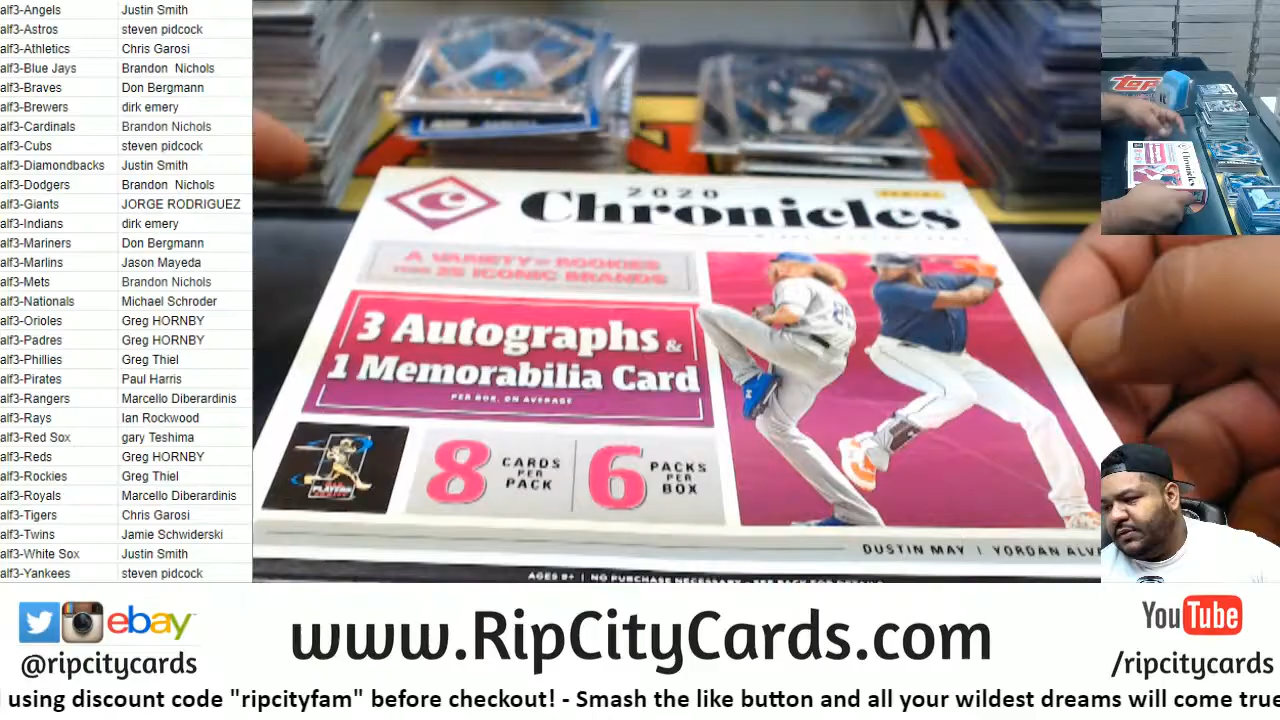 alf3-Angels Justin Smith
alf3-Astros steven pidcock
alf3-Athletics Chris Garosi
alf3-Blue Jays Brandon Nichols
alf3-Braves Don Bergmann
alf3-Brewers dirk emery
alf3-Cardinals Brandon Nichols
alf3-Cubs steven pidcock
alf3-Diamondbacks Justin Smith
alf3-Dodgers Brandon Nichols
alf3-Giants JORGE RODRIGUEZ
alf3-Indians dirk emery
alf3-Mariners Don Bergmann
alf3-Marlins Jason Mayeda
alf3-Mets Brandon Nichols
alf3-Nationals Michael Schroder
alf3-Orioles Greg HORNBY
alf3-Padres Greg HORNBY
alf3-Phillies Greg Thiel
alf3-Pirates Paul Harris
alf3-Rangers Marcello Diberardinis
alf3-Rays Ian Rockwood
alf3-Red Sox gary Teshima
alf3-Reds Greg HORNBY
alf3-Rockies Greg Thiel
alf3-Royals Marcello Diberardinis
alf3-Tigers Chris Garosi
alf3-Twins Jamie Schwiderski
alf3-White Sox Justin Smith
alf3-Yankees steven pidcock
C
2020
PANINI
Chronicles
A VARIETY OF ROOKIES
FROM 25 ICONIC BRANDS
3 Autographs &
1 Memorabilia Card
PER BOX, ON AVERAGE
8 CARDS PER PACK
6 PACKS PER BOX
DUSTIN MAY | YORDAN ALV
AGES 9+ | NO PURCHASE NECESSARY
topps
Chronicles
ebay
@ripcitycards
www.RipCityCards.com
YouTube
/ripcitycards
using discount code "ripcityfam" before checkout! - Smash the like button and all your wildest dreams will come true